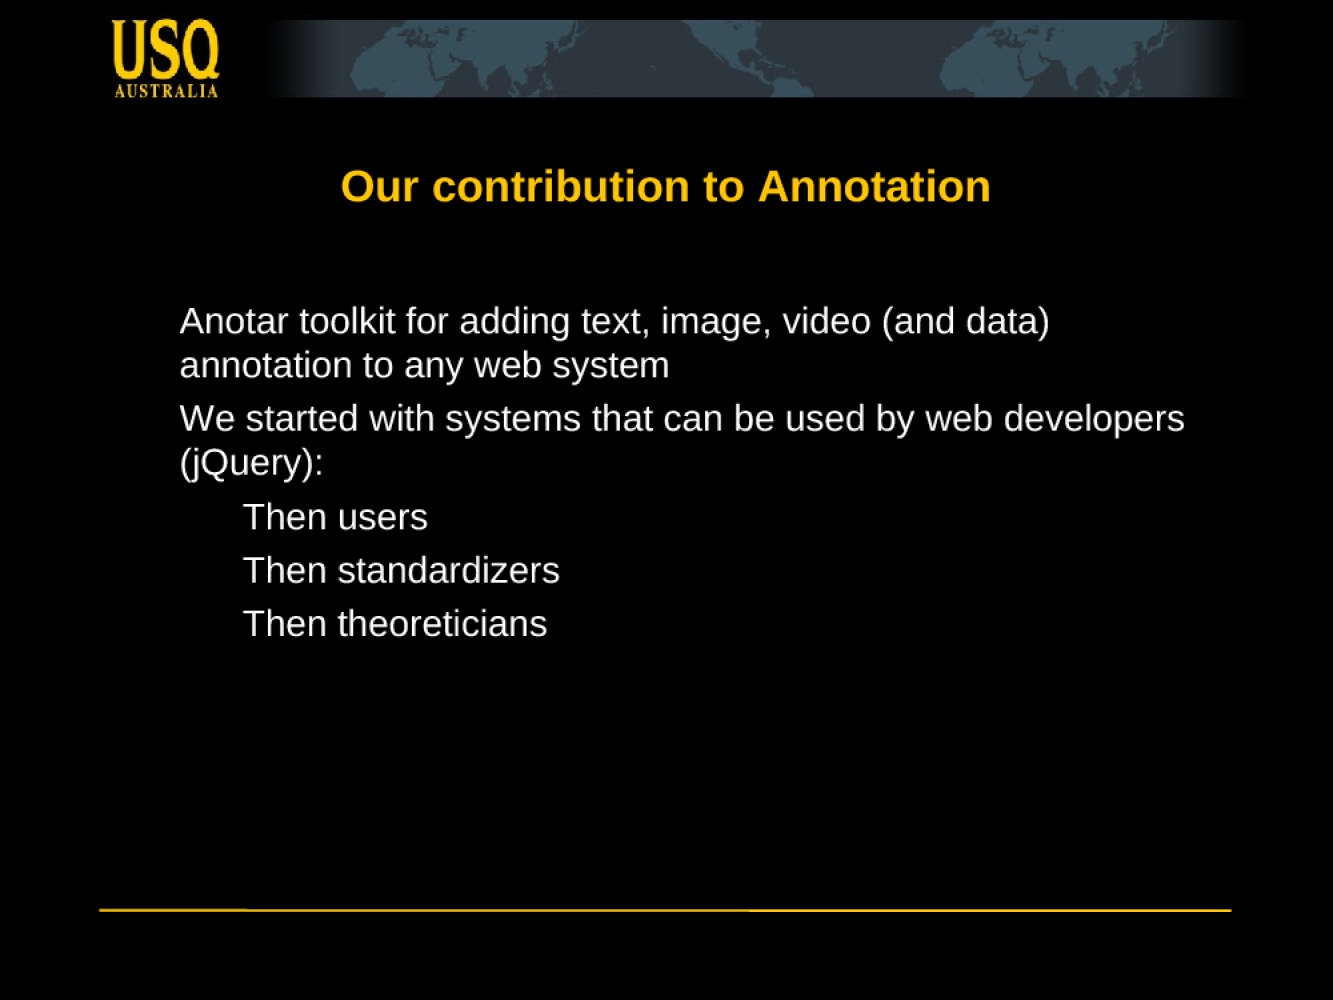 USQ
AUSTRALIA
Our contribution to Annotation
Anotar toolkit for adding text, image, video (and data)
annotation to any web system
We started with systems that can be used by web developers
(jQuery):
Then users
Then standardizers
Then theoreticians